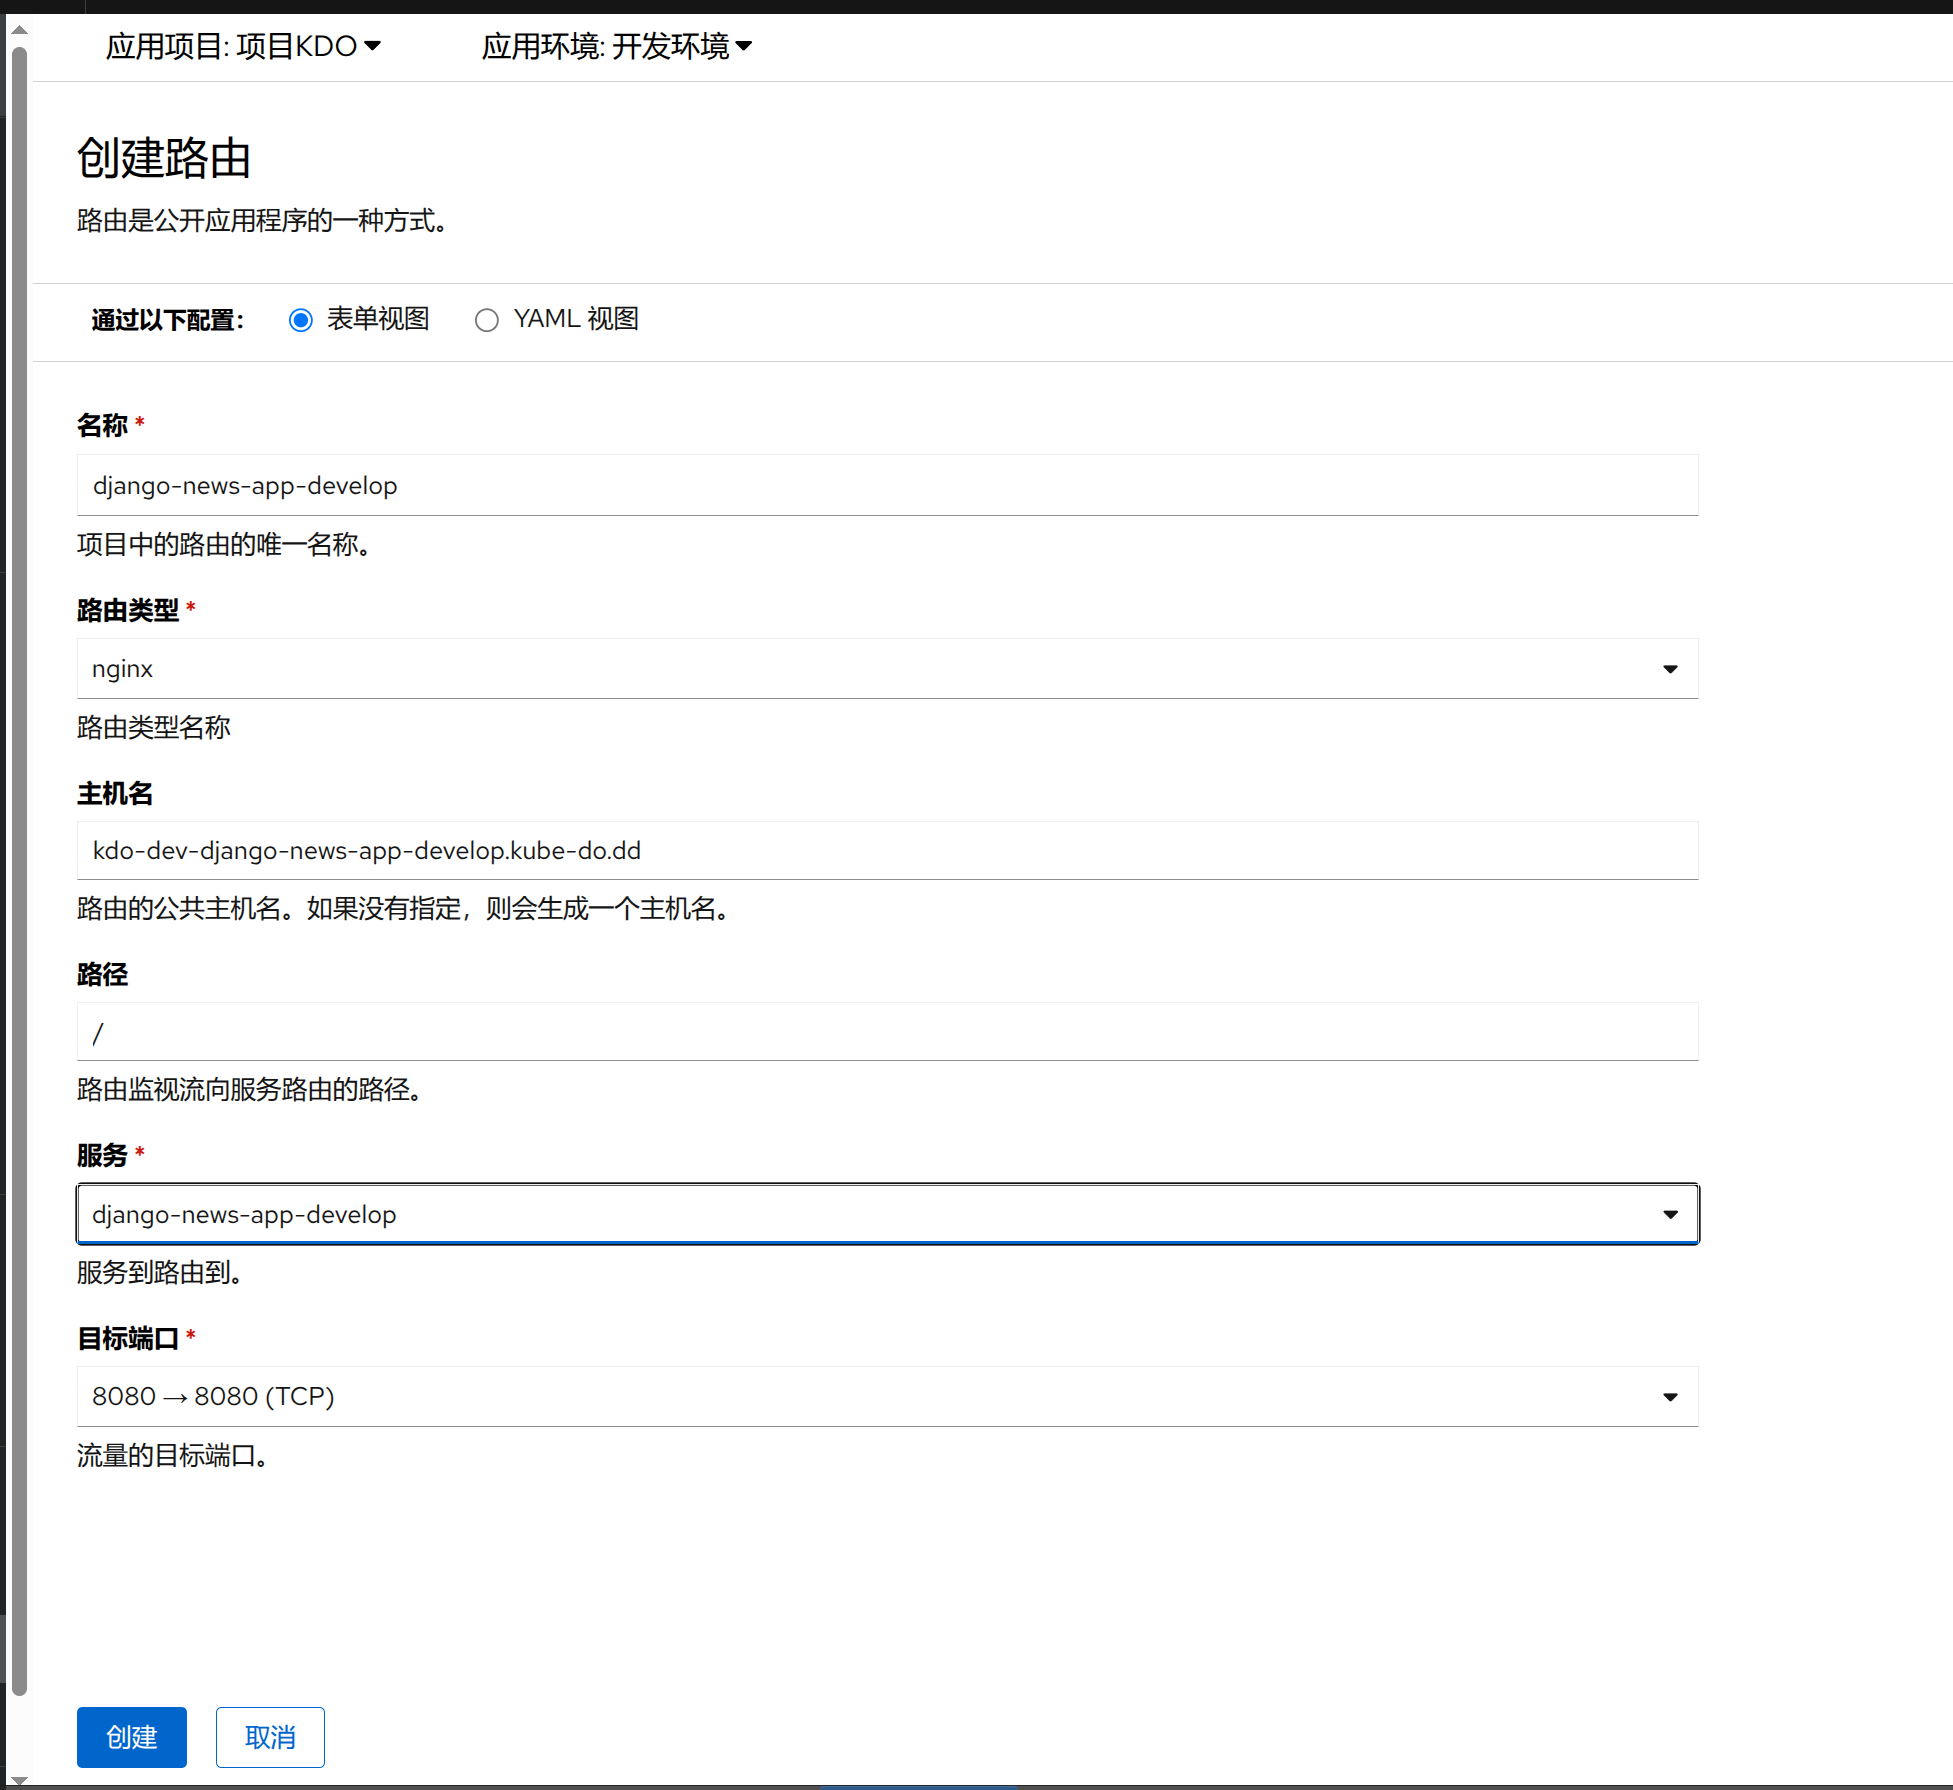 应用项目: 项目KDO 应用环境: 开发环境
创建路由
路由是公开应用程序的一种方式。
通过以下配置： 表单视图 YAML 视图
名称 *
django-news-app-develop
项目中的路由的唯一名称。
路由类型 *
nginx
路由类型名称
主机名
kdo-dev-django-news-app-develop.kube-do.dd
路由的公共主机名。如果没有指定，则会生成一个主机名。
路径
/
路由监视流向服务路由的路径。
服务 *
django-news-app-develop
服务到路由到。
目标端口 *
8080 → 8080 (TCP)
流量的目标端口。
创建 取消